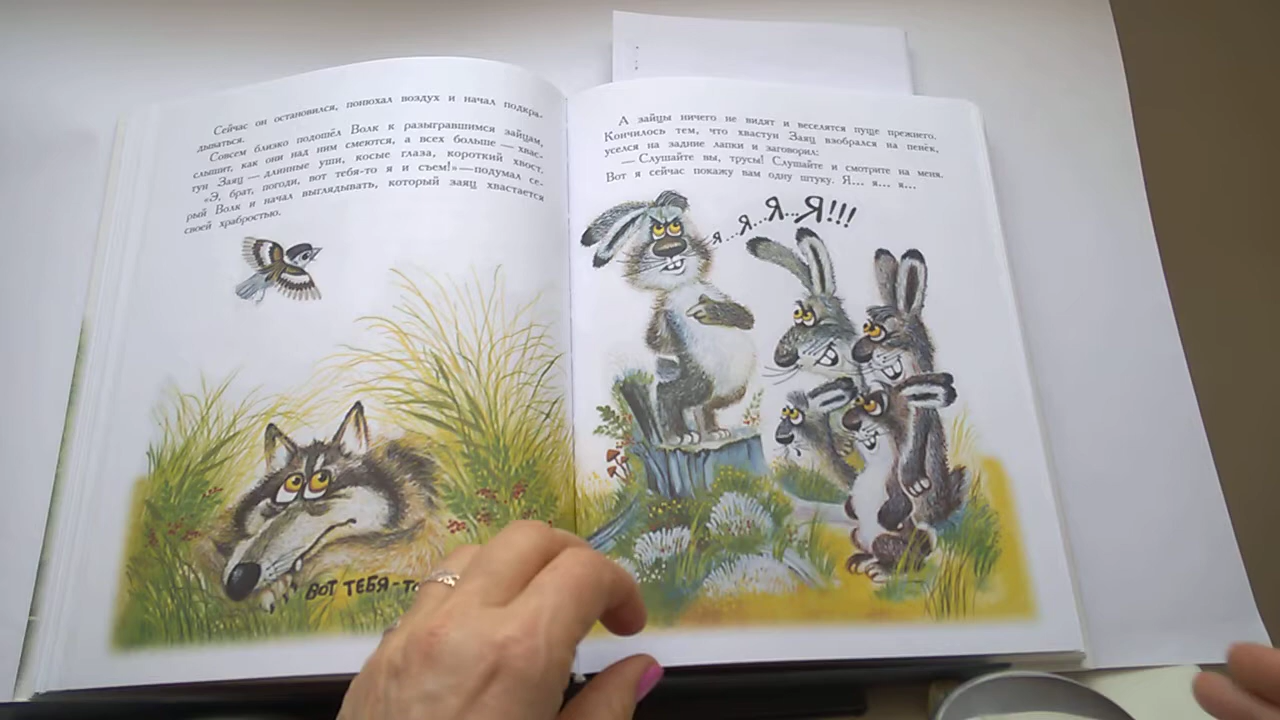 Сейчас он остановился, понюхал воздух и начал подкра-
дываться.
Совсем близко подошёл Волк к разыгравшимся зайцам,
слышит, как они над ним смеются, а всех больше — хвас-
тун Заяц — длинные уши, косые глаза, короткий хвост.
«Э, брат, погоди, вот тебя-то я и съем!» — подумал се-
рый Волк и начал выглядывать, который заяц хвастается
своей храбростью.
ВОТ ТЕБЯ-ТО
А зайцы ничего не видят и веселятся пуще прежнего.
Кончилось тем, что хвастун Заяц взобрался на пенёк,
уселся на задние лапки и заговорил:
— Слушайте вы, трусы! Слушайте и смотрите на меня.
Вот я сейчас покажу вам одну штуку. Я... я... я...
Я...Я...Я...Я!!!